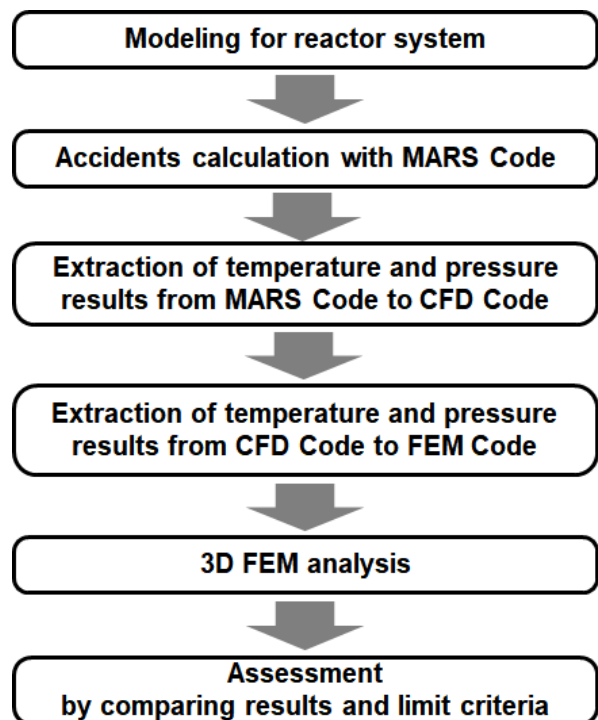 Modeling for reactor system
Accidents calculation with MARS Code
Extraction of temperature and pressure
results from MARS Code to CFD Code
Extraction of temperature and pressure
results from CFD Code to FEM Code
3D FEM analysis
Assessment
by comparing results and limit criteria